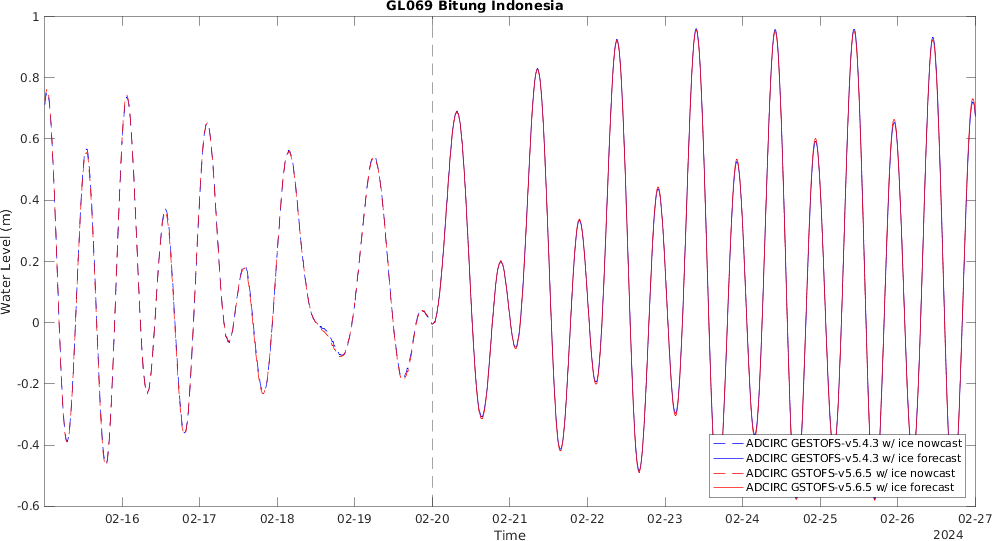 GL069 Bitung Indonesia
1
0.8
0.6
0.4
0.2
0
-0.2
-0.4
-0.6
Water Level (m)
ADCIRC GESTOFS-v5.4.3 w/ ice nowcast
ADCIRC GESTOFS-v5.4.3 w/ ice forecast
ADCIRC GSTOFS-v5.6.5 w/ ice nowcast
ADCIRC GSTOFS-v5.6.5 w/ ice forecast
02-16 02-17 02-18 02-19 02-20 02-21 02-22 02-23 02-24 02-25 02-26 02-27
Time
2024